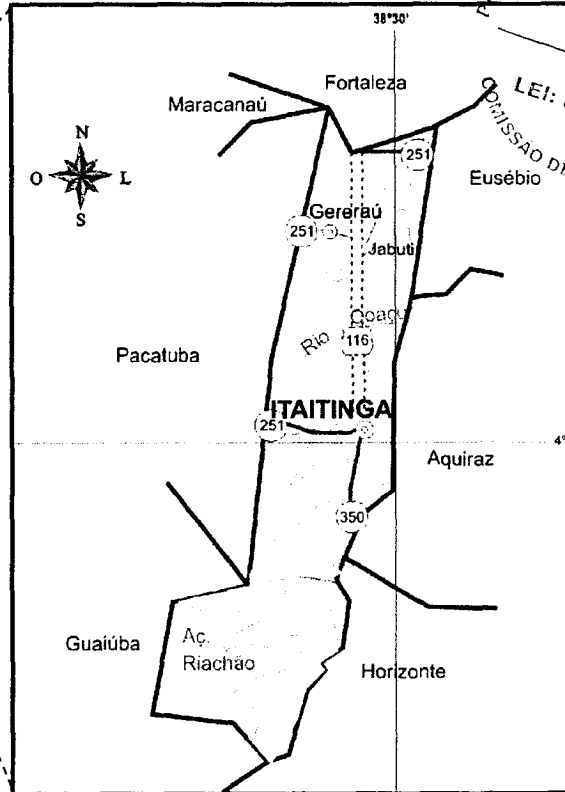 38°30'
Fortaleza
LEI:
COMISSAO DE
Maracanaú
251
Eusébio
N
O L
S
Gereraú
251
Jabuti
Coaçu
Rio
116
Pacatuba
ITAITINGA
251
4°
Aquiraz
350
Guaiúba
Aç.
Riachão
Horizonte